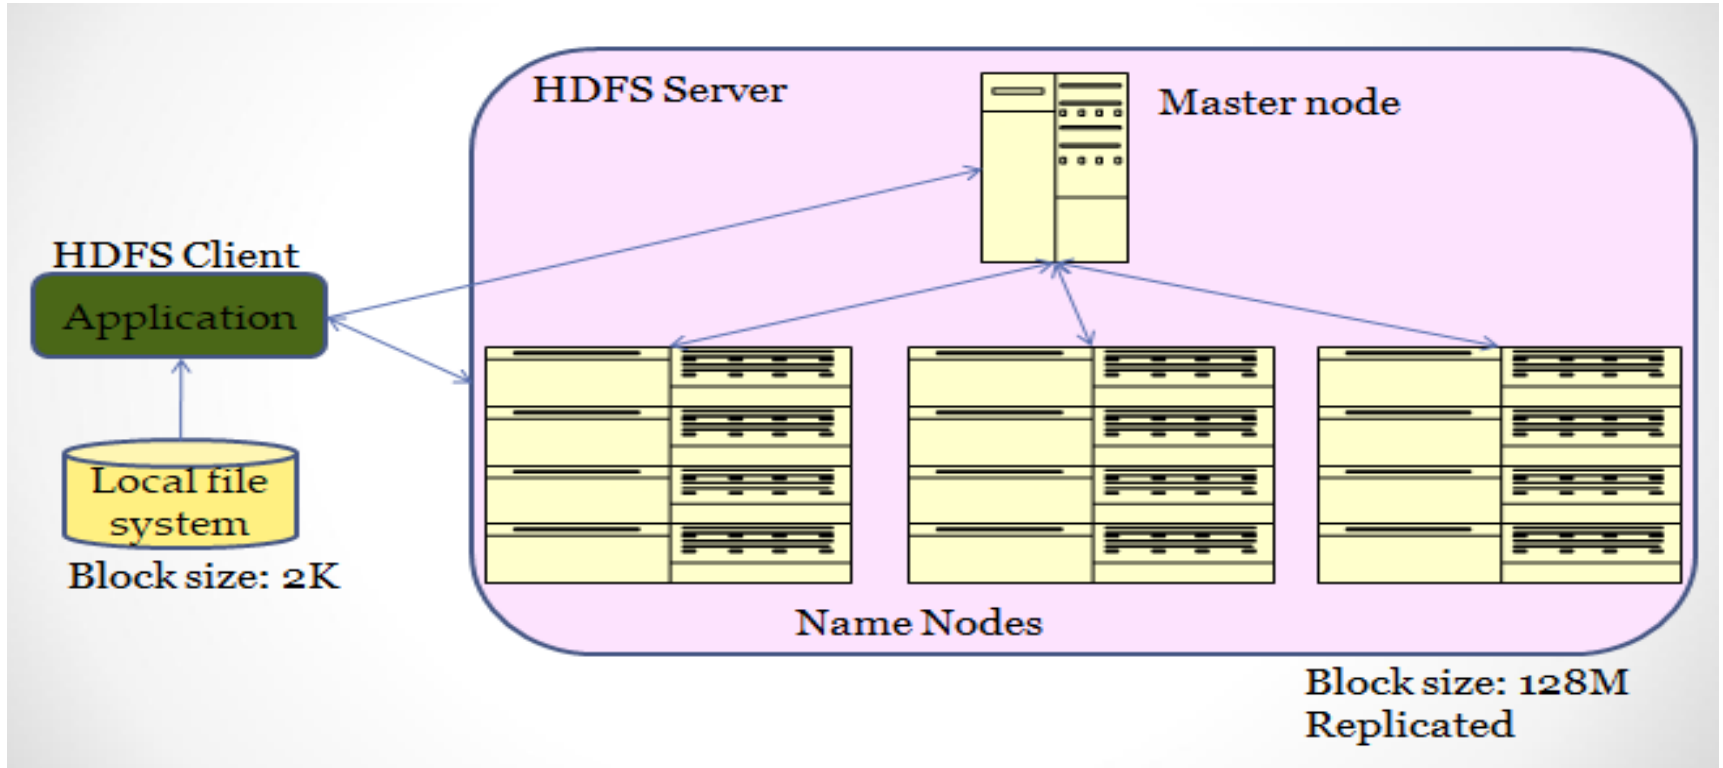 HDFS Server
Master node
HDFS Client
Application
Local file
system
Block size: 2K
Name Nodes
Block size: 128M
Replicated